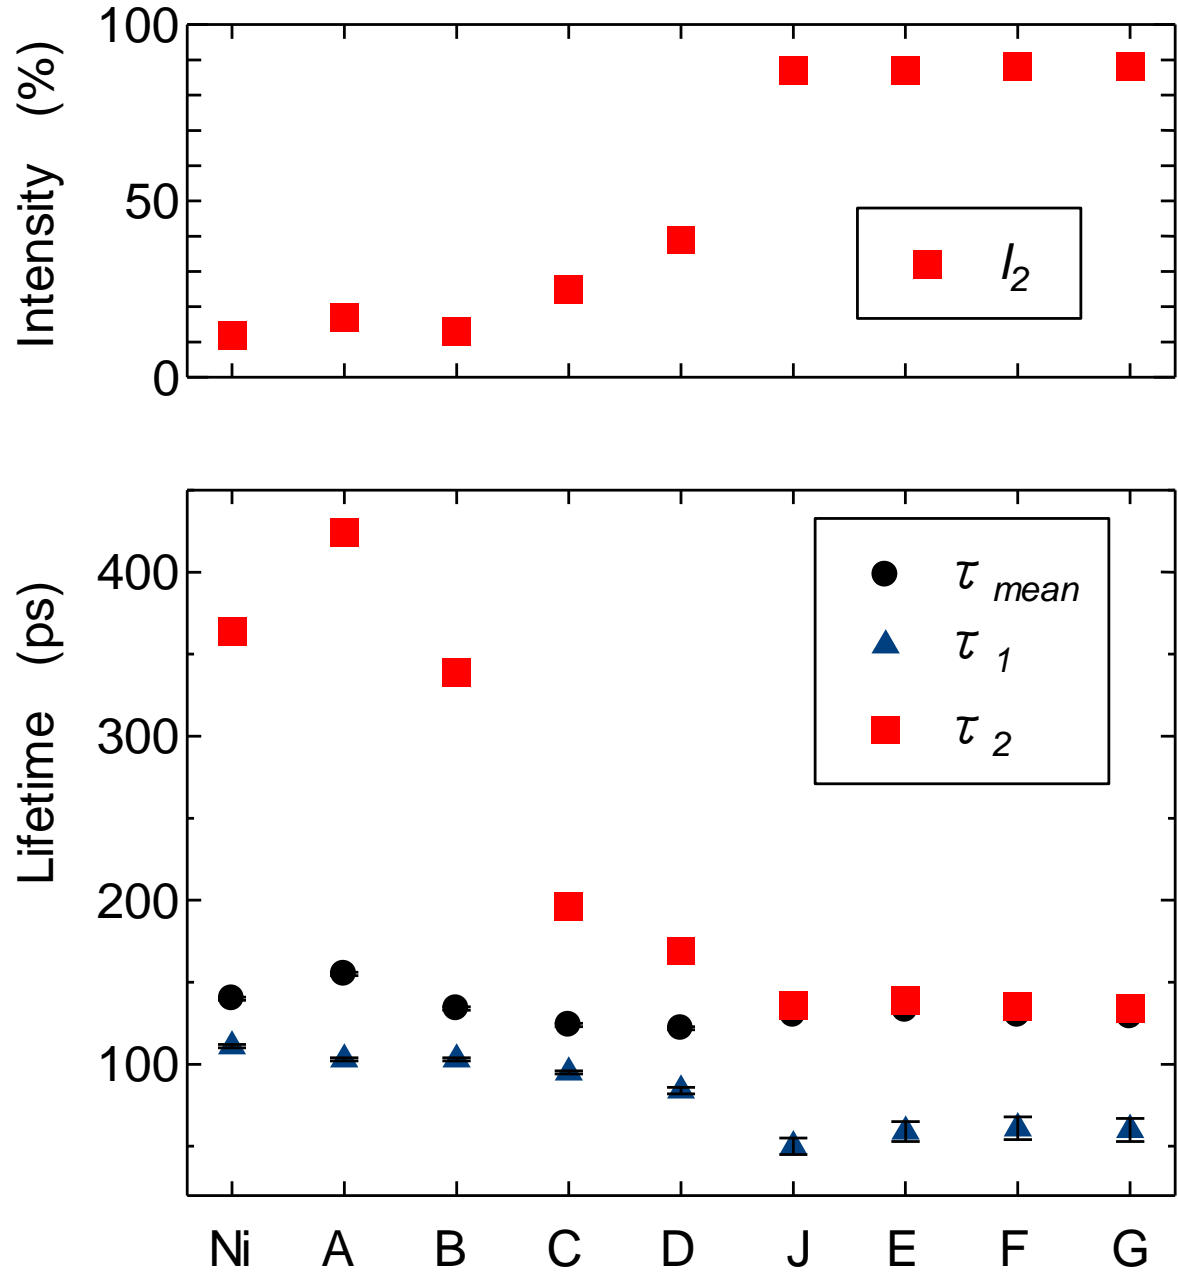 Intensity (%)
100
50
0
I2
Lifetime (ps)
400
300
200
100
τ mean
τ 1
τ 2
Ni A B C D J E F G